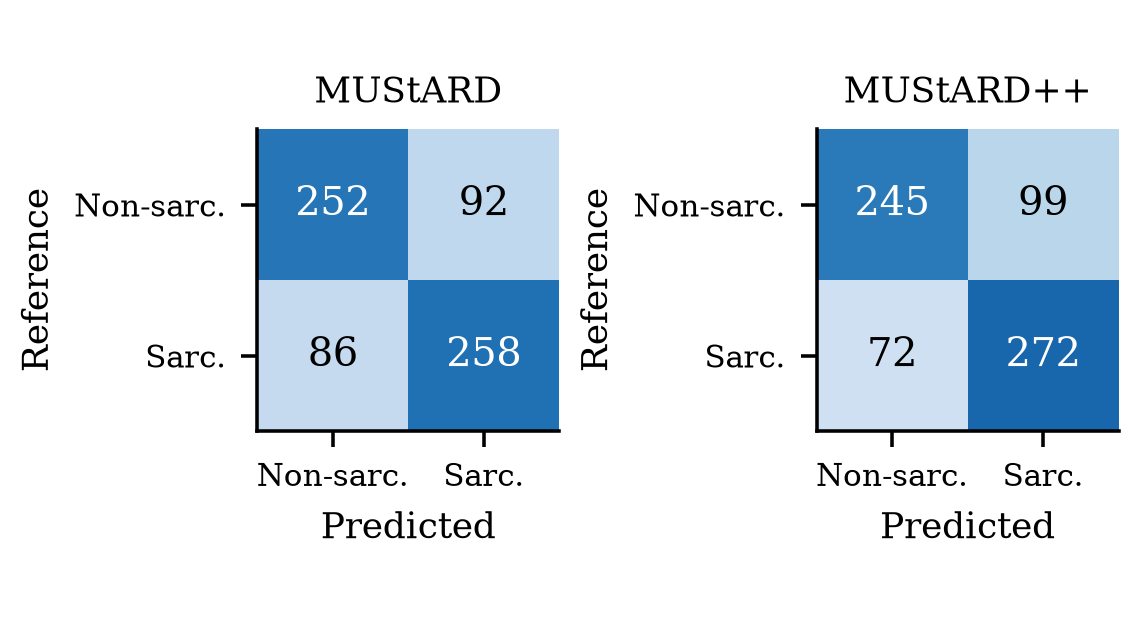 MUStARD
Reference
Non-sarc.
252
92
Sarc.
86
258
Non-sarc.
Sarc.
Predicted
MUStARD++
Reference
Non-sarc.
245
99
Sarc.
72
272
Non-sarc.
Sarc.
Predicted